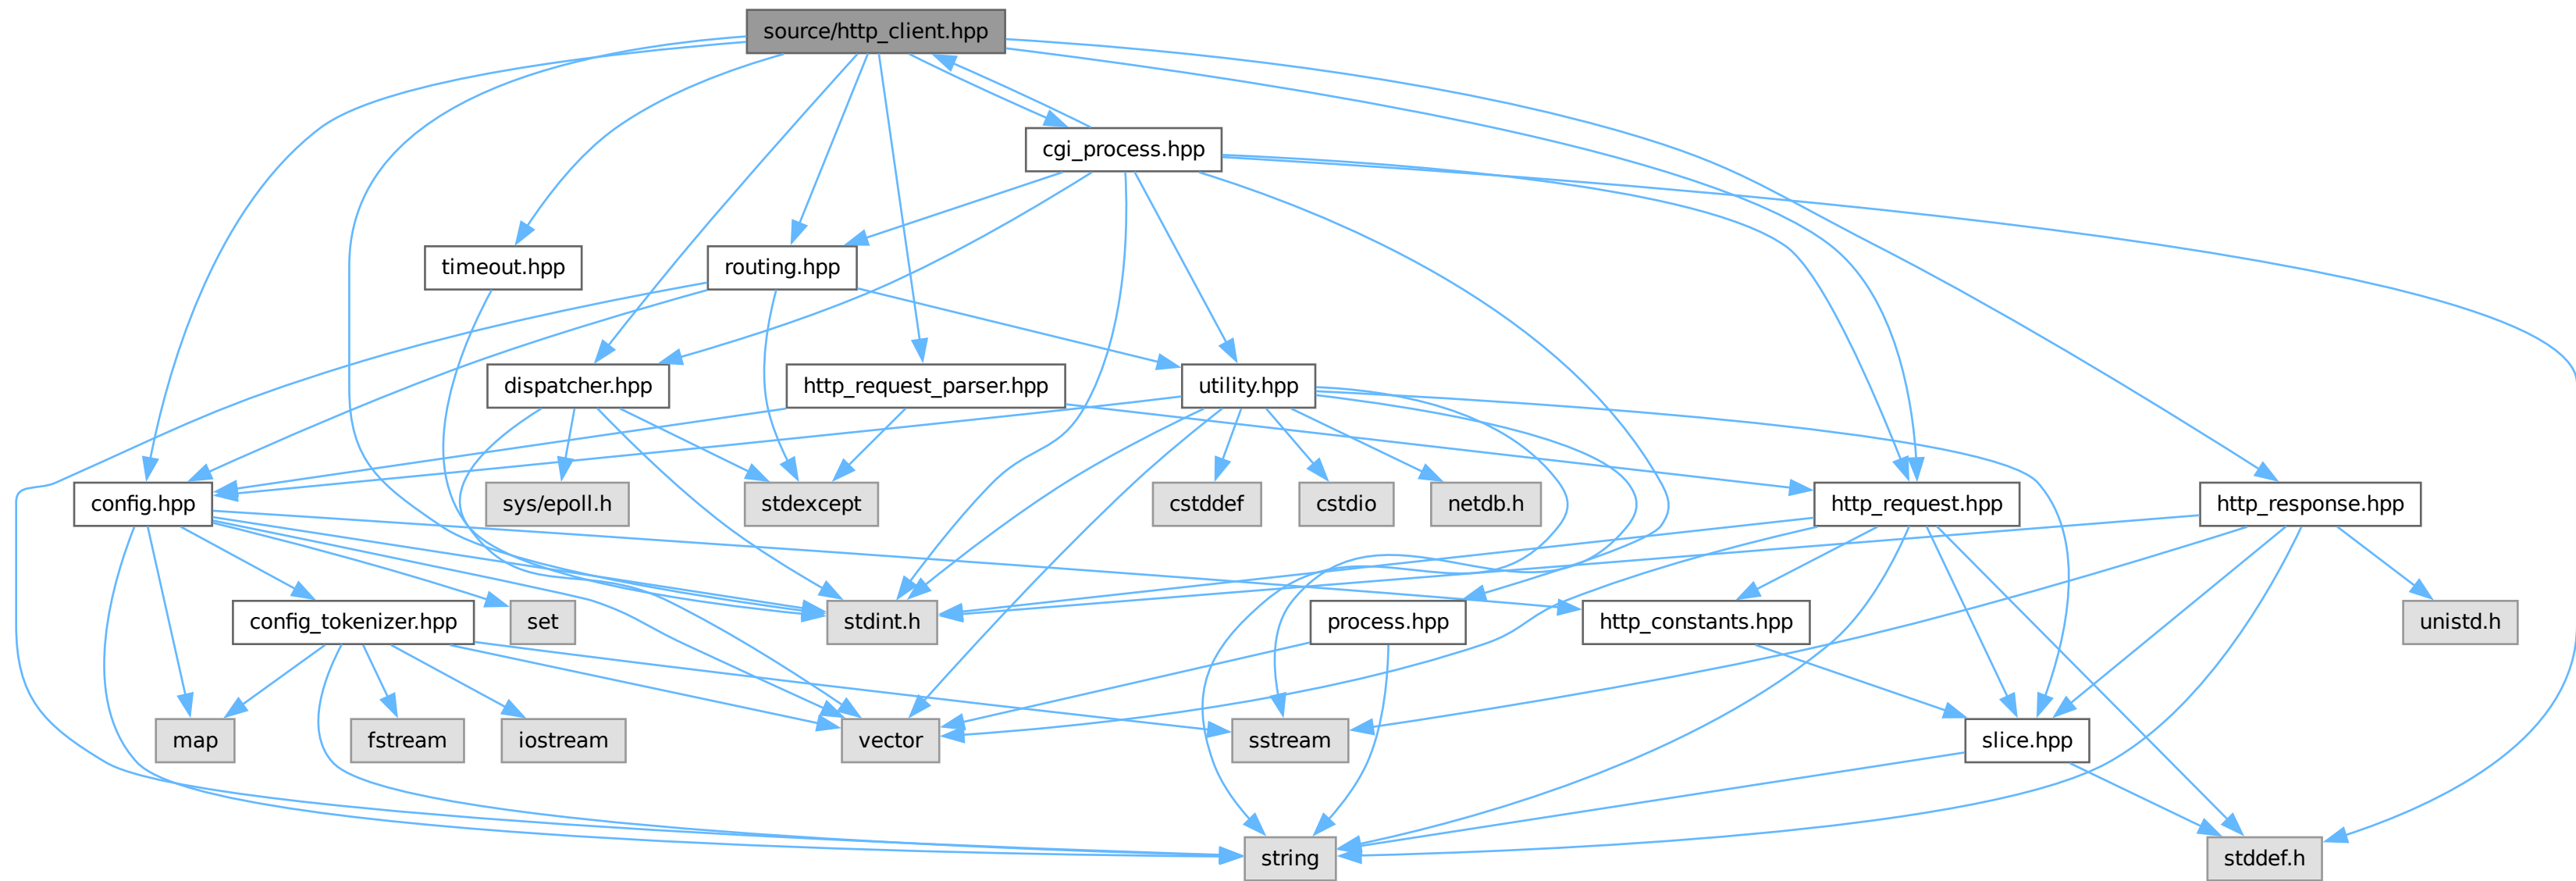 source/http_client.hpp
cgi_process.hpp
timeout.hpp
routing.hpp
dispatcher.hpp
http_request_parser.hpp
utility.hpp
config.hpp
sys/epoll.h
stdexcept
cstddef
cstdio
netdb.h
http_request.hpp
http_response.hpp
config_tokenizer.hpp
set
stdint.h
process.hpp
http_constants.hpp
unistd.h
map
fstream
iostream
vector
sstream
slice.hpp
string
stddef.h